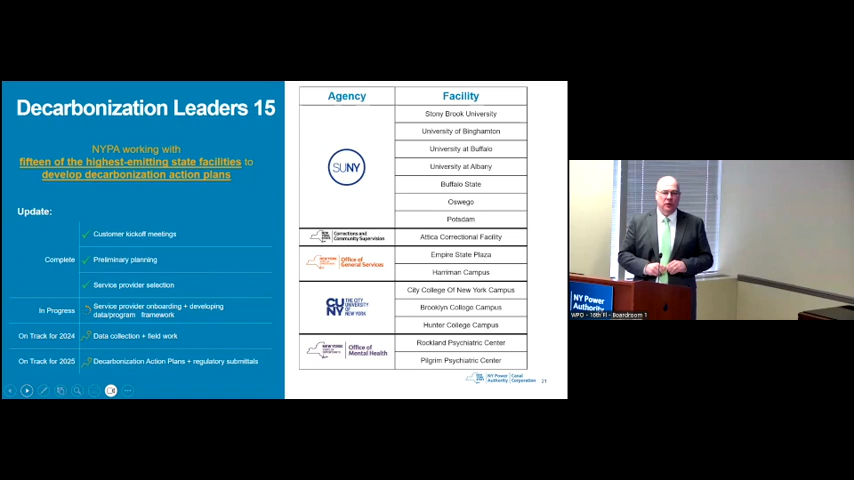 Decarbonization Leaders 15
NYPA working with
fifteen of the highest-emitting state facilities to
develop decarbonization action plans
Update:
Complete
Customer kickoff meetings
Preliminary planning
Service provider selection
In Progress
Service provider onboarding + developing
data/program framework
On Track for 2024
Data collection + field work
On Track for 2025
Decarbonization Action Plans + regulatory submittals
Agency
Facility
SUNY
Stony Brook University
University of Binghamton
University at Buffalo
University at Albany
Buffalo State
Oswego
Potsdam
Corrections and
Community Supervision
Attica Correctional Facility
Office of
General Services
Empire State Plaza
Harriman Campus
CU
NY
THE CITY
UNIVERSITY
OF
NEW YORK
City College Of New York Campus
Brooklyn College Campus
Hunter College Campus
Office of
Mental Health
Rockland Psychiatric Center
Pilgrim Psychiatric Center
NY Power
Authority
Canal
Corporation
21
NY Power
Authority
WPO - 16th Fl - Boardroom 1